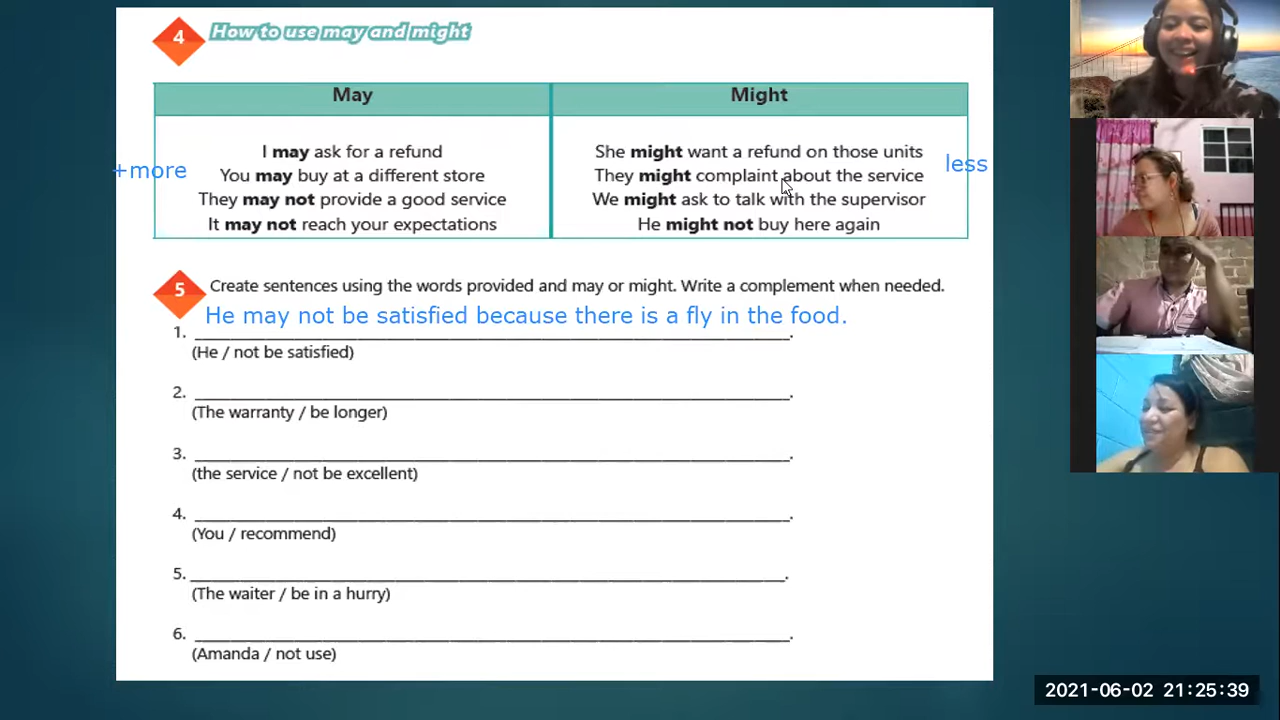 4 How to use may and might
May Might
I may ask for a refund She might want a refund on those units
+more You may buy at a different store They might complaint about the service less
They may not provide a good service We might ask to talk with the supervisor
It may not reach your expectations He might not buy here again
5 Create sentences using the words provided and may or might. Write a complement when needed.
He may not be satisfied because there is a fly in the food.
1. ______________________________.
(He / not be satisfied)
2. ______________________________.
(The warranty / be longer)
3. ______________________________.
(the service / not be excellent)
4. ______________________________.
(You / recommend)
5. ______________________________.
(The waiter / be in a hurry)
6. ______________________________.
(Amanda / not use)
2021-06-02 21:25:39